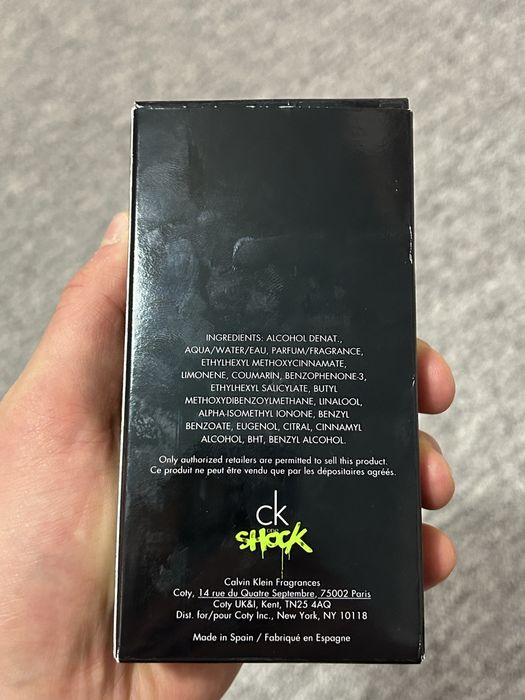 INGREDIENTS: ALCOHOL DENAT.,
AQUA/WATER/EAU, PARFUM/FRAGRANCE,
ETHYLHEXYL METHOXYCINNAMATE,
LIMONENE, COUMARIN, BENZOPHENONE-3,
ETHYLHEXYL SALICYLATE, BUTYL
METHOXYDIBENZOYLMETHANE, LINALOOL,
ALPHA-ISOMETHYL IONONE, BENZYL
BENZOATE, EUGENOL, CITRAL, CINNAMYL
ALCOHOL, BHT, BENZYL ALCOHOL.
Only authorized retailers are permitted to sell this product.
Ce produit ne peut être vendu que par les dépositaires agréés.
ck
one
SHOCK
Calvin Klein Fragrances
Coty, 14 rue du Quatre Septembre, 75002 Paris
Coty UK&I, Kent, TN25 4AQ
Dist. for/pour Coty Inc., New York, NY 10118
Made in Spain / Fabriqué en Espagne